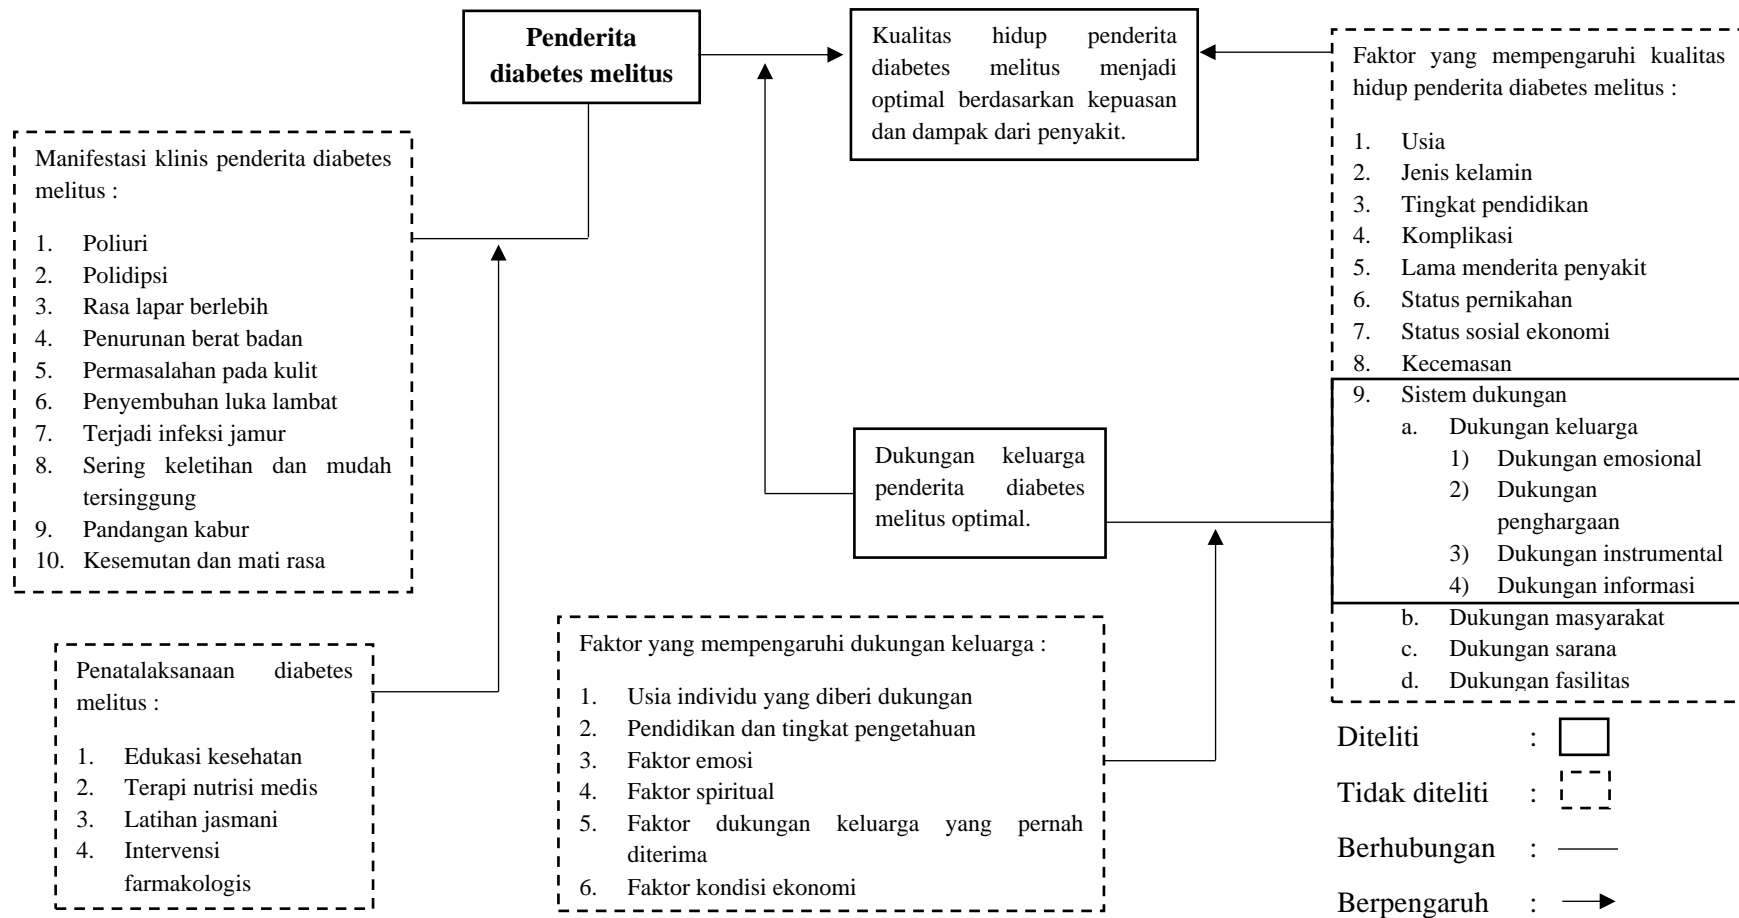 Penderita
diabetes melitus
Kualitas hidup penderita
diabetes melitus menjadi
optimal berdasarkan kepuasan
dan dampak dari penyakit.
Faktor yang mempengaruhi kualitas
hidup penderita diabetes melitus :
1. Usia
2. Jenis kelamin
3. Tingkat pendidikan
4. Komplikasi
5. Lama menderita penyakit
6. Status pernikahan
7. Status sosial ekonomi
8. Kecemasan
9. Sistem dukungan
a. Dukungan keluarga
1) Dukungan emosional
2) Dukungan
penghargaan
3) Dukungan instrumental
4) Dukungan informasi
b. Dukungan masyarakat
c. Dukungan sarana
d. Dukungan fasilitas
Manifestasi klinis penderita diabetes
melitus :
1. Poliuri
2. Polidipsi
3. Rasa lapar berlebih
4. Penurunan berat badan
5. Permasalahan pada kulit
6. Penyembuhan luka lambat
7. Terjadi infeksi jamur
8. Sering keletihan dan mudah
tersinggung
9. Pandangan kabur
10. Kesemutan dan mati rasa
Dukungan keluarga
penderita diabetes
melitus optimal.
Penatalaksanaan diabetes
melitus :
1. Edukasi kesehatan
2. Terapi nutrisi medis
3. Latihan jasmani
4. Intervensi
farmakologis
Faktor yang mempengaruhi dukungan keluarga :
1. Usia individu yang diberi dukungan
2. Pendidikan dan tingkat pengetahuan
3. Faktor emosi
4. Faktor spiritual
5. Faktor dukungan keluarga yang pernah
diterima
6. Faktor kondisi ekonomi
Diteliti :
Tidak diteliti :
Berhubungan :
Berpengaruh :